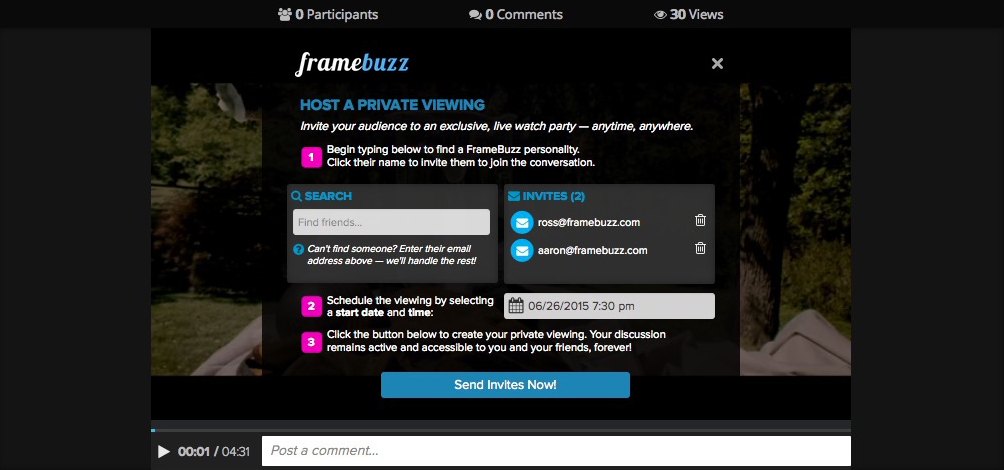 0 Participants 0 Comments 30 Views
framebuzz
HOST A PRIVATE VIEWING
Invite your audience to an exclusive, live watch party — anytime, anywhere.
1 Begin typing below to find a FrameBuzz personality.
Click their name to invite them to join the conversation.
SEARCH
Find friends...
? Can't find someone? Enter their email
address above — we'll handle the rest!
INVITES (2)
ross@framebuzz.com
aaron@framebuzz.com
2 Schedule the viewing by selecting
a start date and time:
06/26/2015 7:30 pm
3 Click the button below to create your private viewing. Your discussion
remains active and accessible to you and your friends, forever!
Send Invites Now!
00:01 / 04:31
Post a comment...